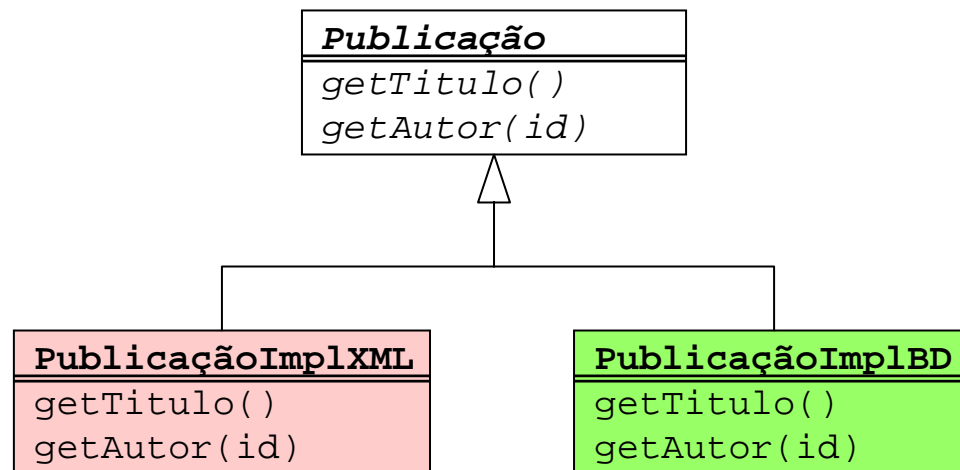 Publicação
getTitulo()
getAutor(id)
PublicaçãoImplXML
getTitulo()
getAutor(id)
PublicaçãoImplBD
getTitulo()
getAutor(id)